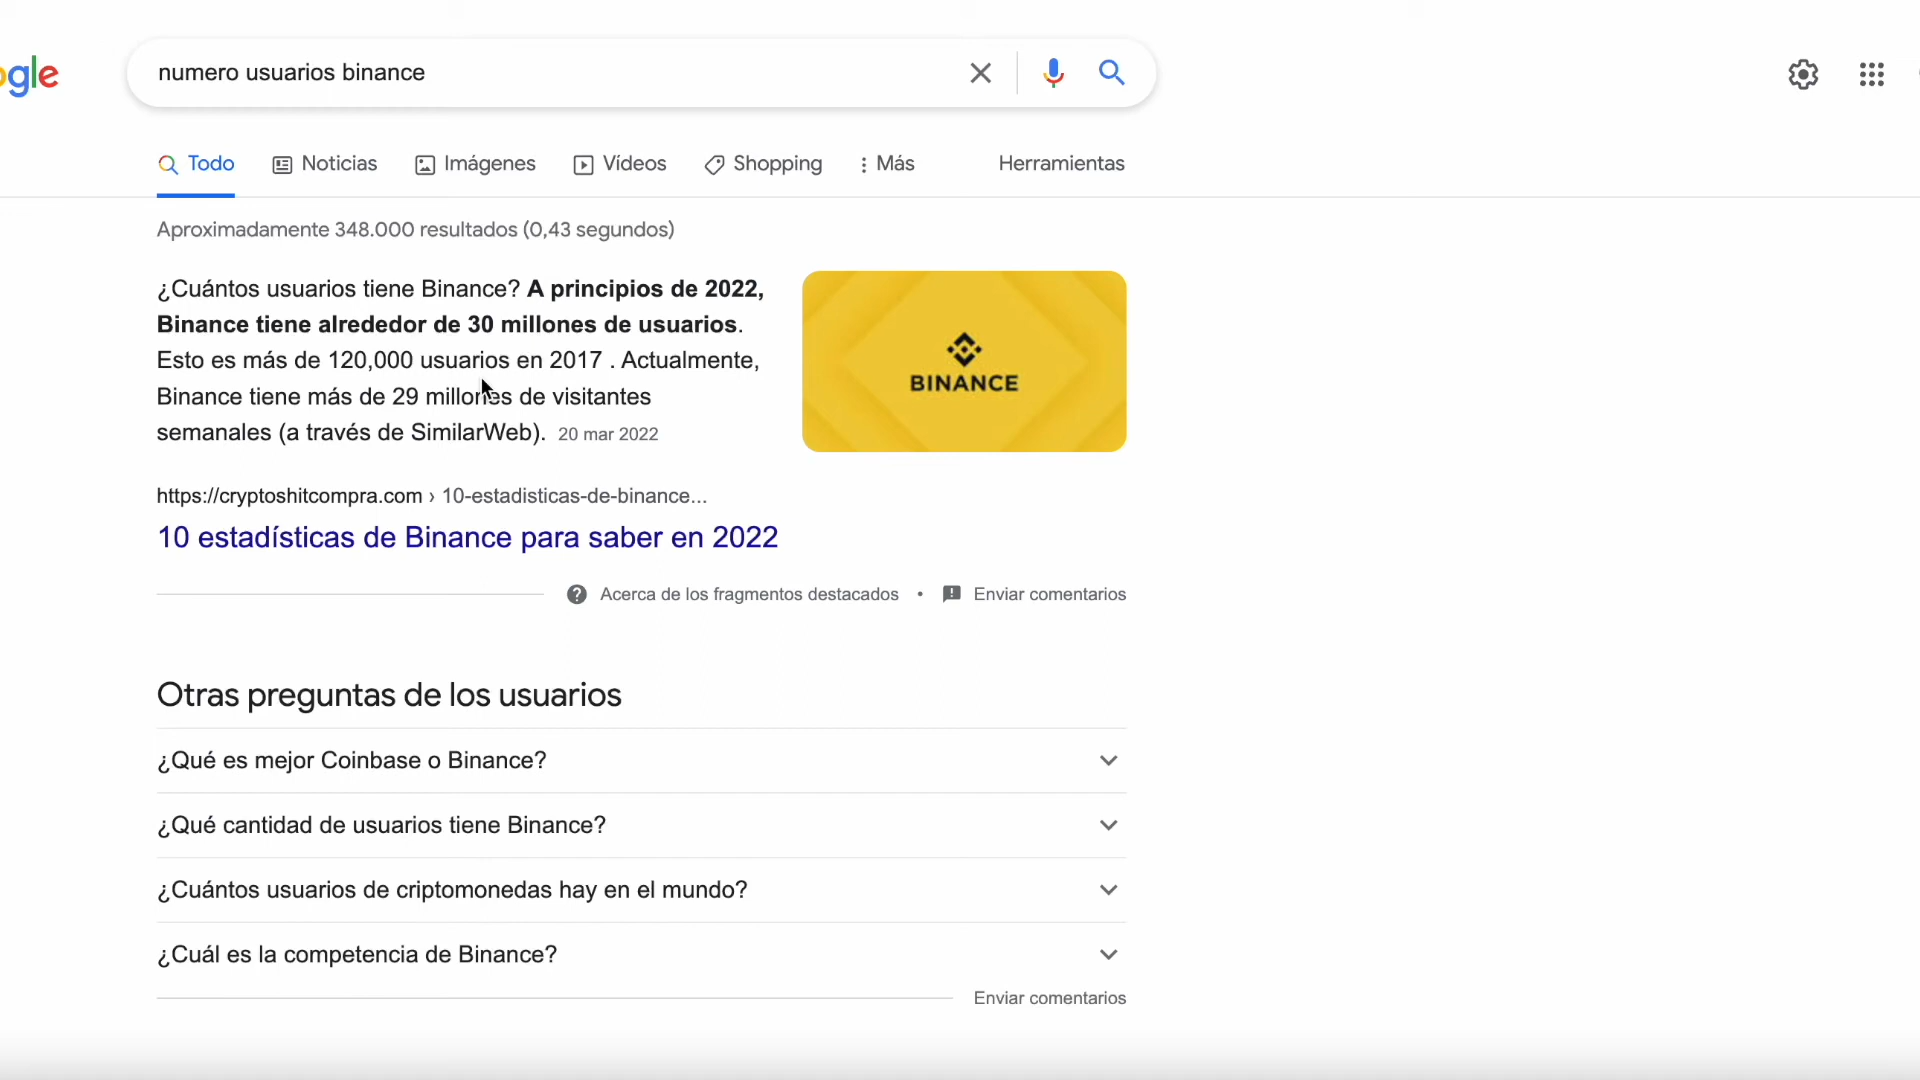 ogle
numero usuarios binance
Todo
Noticias
Imágenes
Vídeos
Shopping
Más
Herramientas
Aproximadamente 348.000 resultados (0,43 segundos)
¿Cuántos usuarios tiene Binance? A principios de 2022,
Binance tiene alrededor de 30 millones de usuarios.
Esto es más de 120,000 usuarios en 2017 . Actualmente,
Binance tiene más de 29 millones de visitantes
semanales (a través de SimilarWeb). 20 mar 2022
BINANCE
https://cryptoshitcompra.com › 10-estadisticas-de-binance...
10 estadísticas de Binance para saber en 2022
Acerca de los fragmentos destacados • Enviar comentarios
Otras preguntas de los usuarios
¿Qué es mejor Coinbase o Binance?
¿Qué cantidad de usuarios tiene Binance?
¿Cuántos usuarios de criptomonedas hay en el mundo?
¿Cuál es la competencia de Binance?
Enviar comentarios